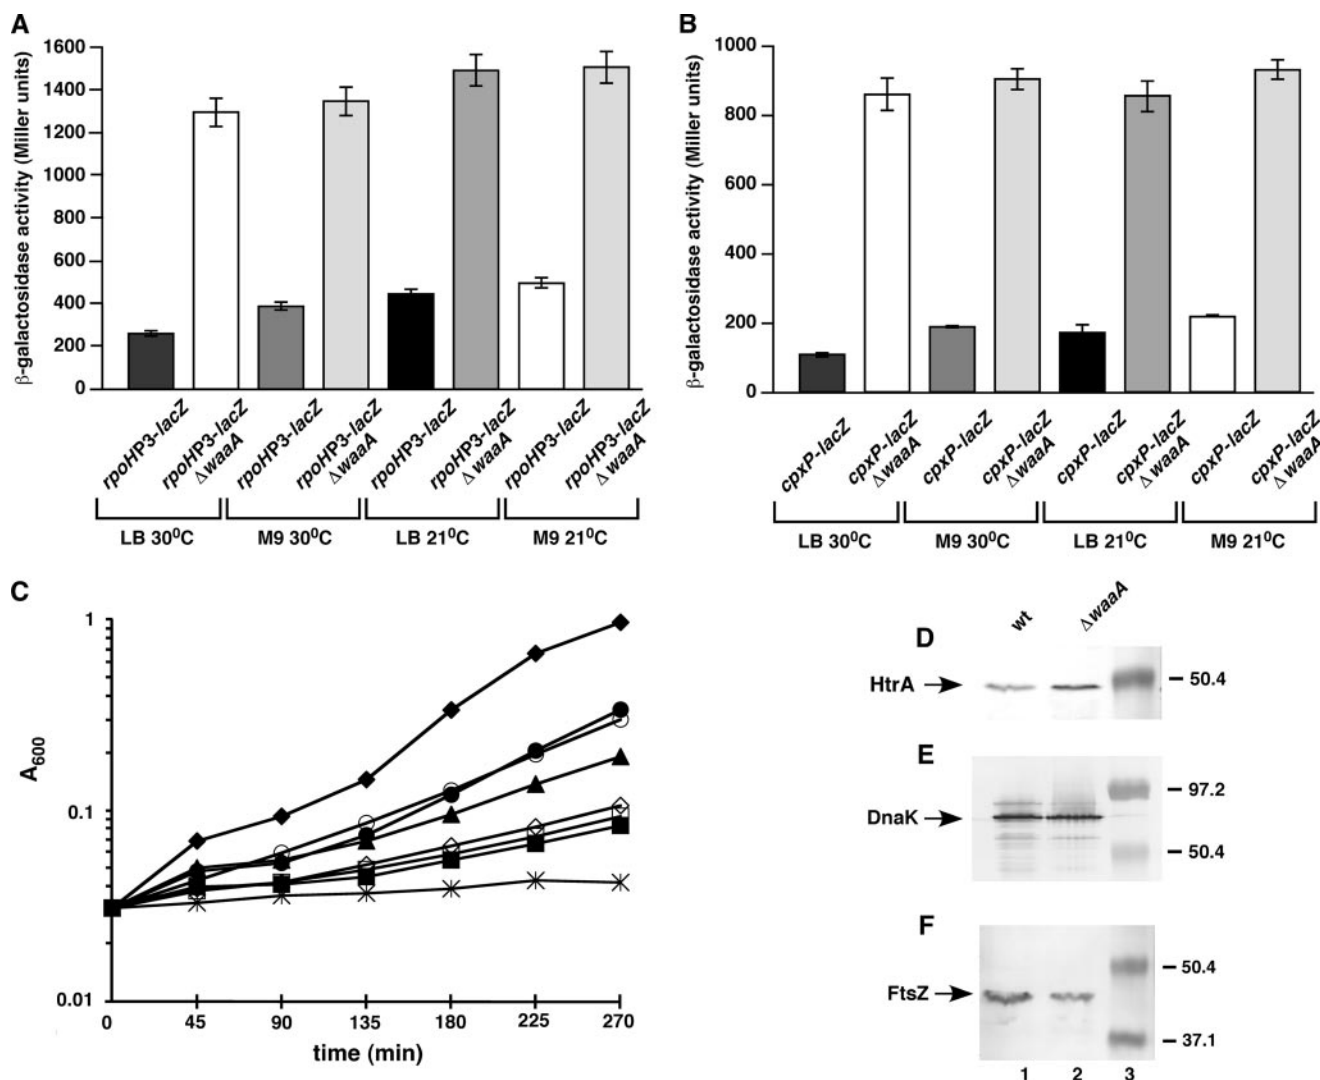 A
β-galactosidase activity (Miller units)
1600
1400
1200
1000
800
600
400
200
0
rpoHP3-lacZ
rpoHP3-lacZ
ΔwaaA
rpoHP3-lacZ
rpoHP3-lacZ
ΔwaaA
rpoHP3-lacZ
rpoHP3-lacZ
ΔwaaA
rpoHP3-lacZ
rpoHP3-lacZ
ΔwaaA
LB 30⁰C
M9 30⁰C
LB 21⁰C
M9 21⁰C
B
β-galactosidase activity (Miller units)
1000
800
600
400
200
0
cpxP-lacZ
cpxP-lacZ
ΔwaaA
cpxP-lacZ
cpxP-lacZ
ΔwaaA
cpxP-lacZ
cpxP-lacZ
ΔwaaA
cpxP-lacZ
cpxP-lacZ
ΔwaaA
LB 30⁰C
M9 30⁰C
LB 21⁰C
M9 21⁰C
C
A₆₀₀
1
0.1
0.01
0 45 90 135 180 225 270
time (min)
wt ΔwaaA
D
HtrA
50.4
E
DnaK
97.2
50.4
F
FtsZ
50.4
37.1
1 2 3